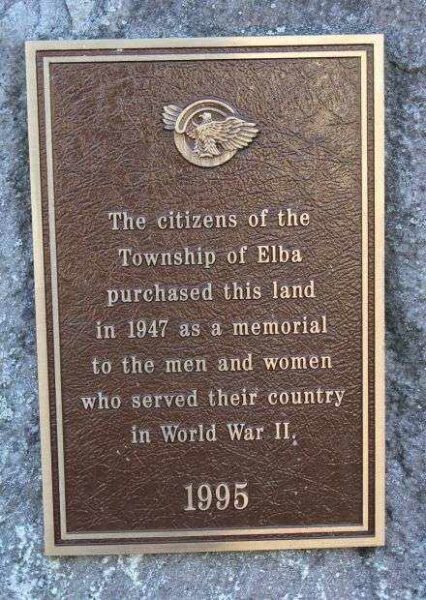 The citizens of the
Township of Elba
purchased this land
in 1947 as a memorial
to the men and women
who served their country
in World War II.
1995